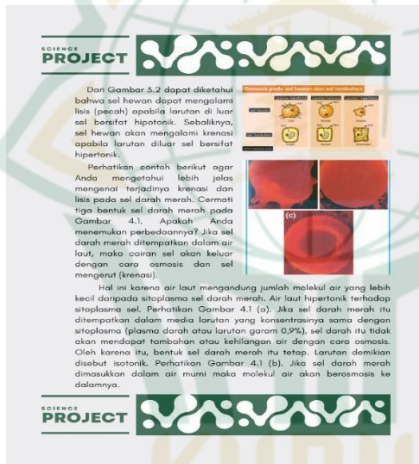 SCIENCE
PROJECT
Dari Gambar 5.2 dapat diketahui
bahwa sel hewan dapat mengalami
lisis (pecah) apabila larutan di luar
sel bersifat hipotonik. Sebaliknya,
sel hewan akan mengalami krenasi
apabila larutan diluar sel bersifat
hipertonik.
Osmosis pada sel hewan dan sel tumbuhan
Perhatikan contoh berikut agar
Anda mengetahui lebih jelas
mengenai terjadinya krenasi dan
lisis pada sel darah merah. Cermati
tiga bentuk sel darah merah pada
Gambar 4.1. Apakah Anda
menemukan perbedaannya? Jika sel
darah merah ditempatkan dalam air
laut, maka cairan sel akan keluar
dengan cara osmosis dan sel
mengerut (krenasi).
(c)
Hal ini karena air laut mengandung jumlah molekul air yang lebih
kecil daripada sitoplasma sel darah merah. Air laut hipertonik terhadap
sitoplasma sel. Perhatikan Gambar 4.1 (a). Jika sel darah merah itu
ditempatkan dalam media larutan yang konsentrasinya sama dengan
sitoplasma (plasma darah atau larutan garam 0,9%), sel darah itu tidak
akan mendapat tambahan atau kehilangan air dengan cara osmosis.
Oleh karena itu, bentuk sel darah merah itu tetap. Larutan demikian
disebut isotonik. Perhatikan Gambar 4.1 (b). Jika sel darah merah
dimasukkan dalam air murni maka molekul air akan berosmosis ke
dalamnya.
SCIENCE
PROJECT